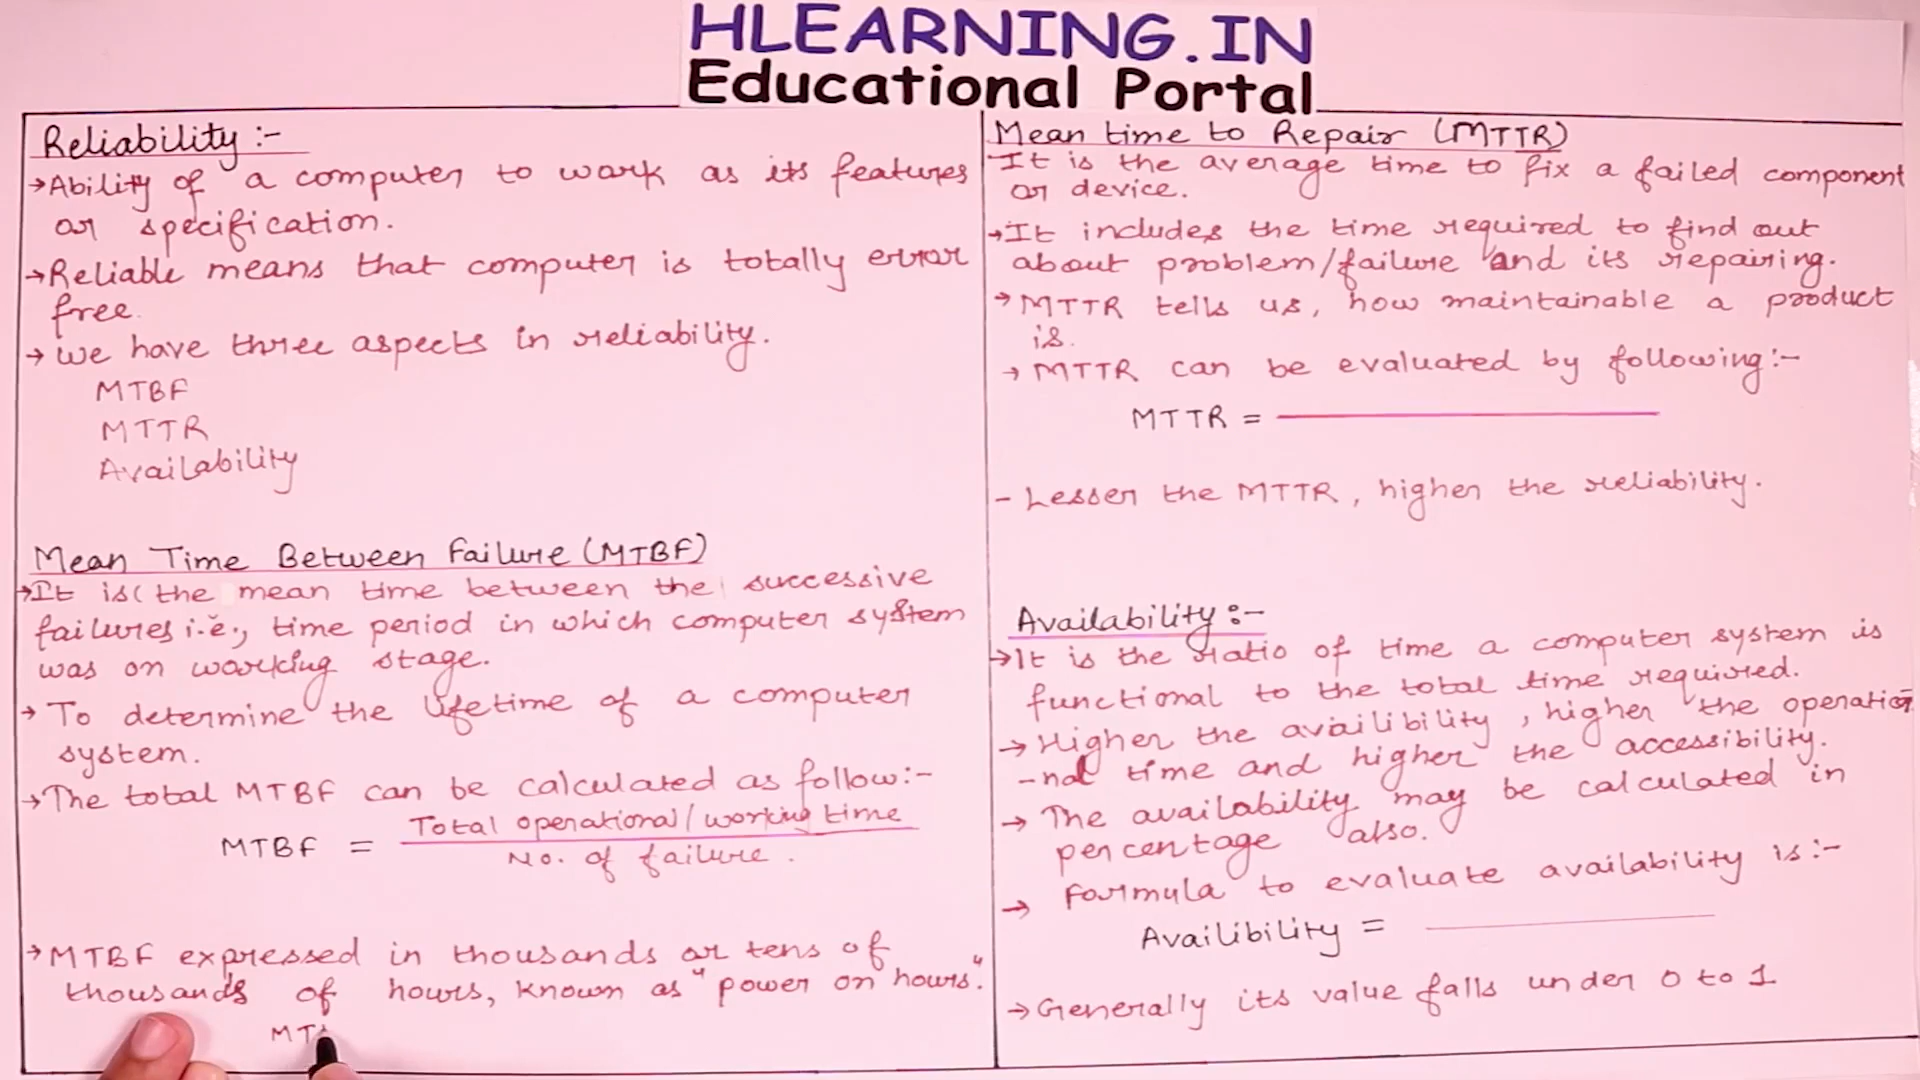 HLEARNING.IN
Educational Portal
Reliability :-
→Ability of a computer to work as its features
or specification.
→Reliable means that computer is totally error
free.
→ We have three aspects in reliability.
MTBF
MTTR
Availability
Mean Time Between Failure (MTBF)
→It is the mean time between the successive
failures i.e., time period in which computer system
was on working stage.
→ To determine the lifetime of a computer
system.
→The total MTBF can be calculated as follow:-
MTBF = Total operational/working time
No. of failure.
→MTBF expressed in thousands or tens of
thousands of hours, known as "power on hours".
MT
Mean time to Repair (MTTR)
→It is the average time to fix a failed component
or device.
→It includes the time required to find out
about problem/failure and its repairing.
→ MTTR tells us, how maintainable a product
is.
→ MTTR can be evaluated by following:-
MTTR =
- Lesser the MTTR, higher the reliability.
Availability:-
→It is the ratio of time a computer system is
functional to the total time required.
→ Higher the availibility, higher the operatio
-nal time and higher the accessibility.
→ The availability may be calculated in
percentage also.
→ Formula to evaluate availability is:-
Availibility =
→Generally its value falls under 0 to 1